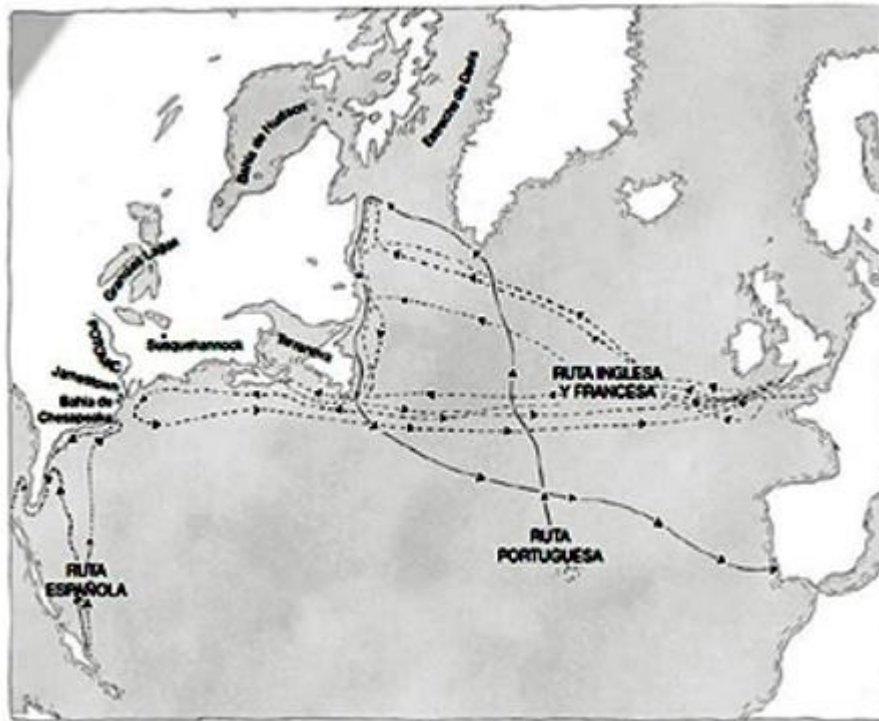 Estrecho de Davis
Bahía de Hudson
Grandes Lagos
Susquehannock
Terranova
Jamestown
Bahía de
Chesapeake
RUTA INGLESA
Y FRANCESA
RUTA
PORTUGUESA
RUTA
ESPAÑOLA